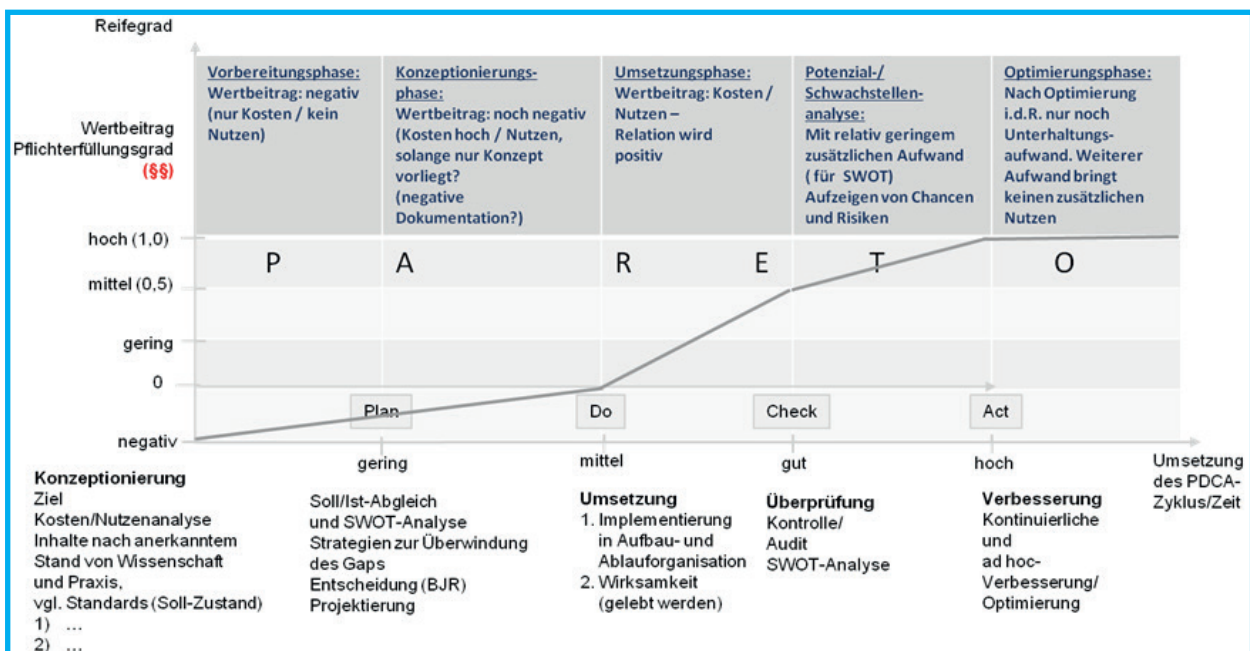 Reifegrad
Wertbeitrag
Pflichterfüllungsgrad
(§§)
Vorbereitungsphase:
Wertbeitrag: negativ
(nur Kosten / kein
Nutzen)
Konzeptionierungs-
phase:
Wertbeitrag: noch negativ
(Kosten hoch / Nutzen,
solange nur Konzept
vorliegt?
(negative
Dokumentation?)
Umsetzungsphase:
Wertbeitrag: Kosten /
Nutzen –
Relation wird
positiv
Potenzial-/
Schwachstellen-
analyse:
Mit relativ geringem
zusätzlichen Aufwand
( für SWOT)
Aufzeigen von Chancen
und Risiken
Optimierungsphase:
Nach Optimierung
i.d.R. nur noch
Unterhaltungs-
aufwand. Weiterer
Aufwand bringt
keinen zusätzlichen
Nutzen
hoch (1,0)
P A R E T O
mittel (0,5)
gering
0
Plan Do Check Act
negativ
gering mittel gut hoch
Umsetzung
des PDCA-
Zyklus/Zeit
Konzeptionierung
Ziel
Kosten/Nutzenanalyse
Inhalte nach anerkanntem
Stand von Wissenschaft
und Praxis,
vgl. Standards (Soll-Zustand)
1) ...
2) ...
Soll/Ist-Abgleich
und SWOT-Analyse
Strategien zur Überwindung
des Gaps
Entscheidung (BJR)
Projektierung
Umsetzung
1. Implementierung
in Aufbau- und
Ablauforganisation
2. Wirksamkeit
(gelebt werden)
Überprüfung
Kontrolle/
Audit
SWOT-Analyse
Verbesserung
Kontinuierliche
und
ad hoc-
Verbesserung/
Optimierung